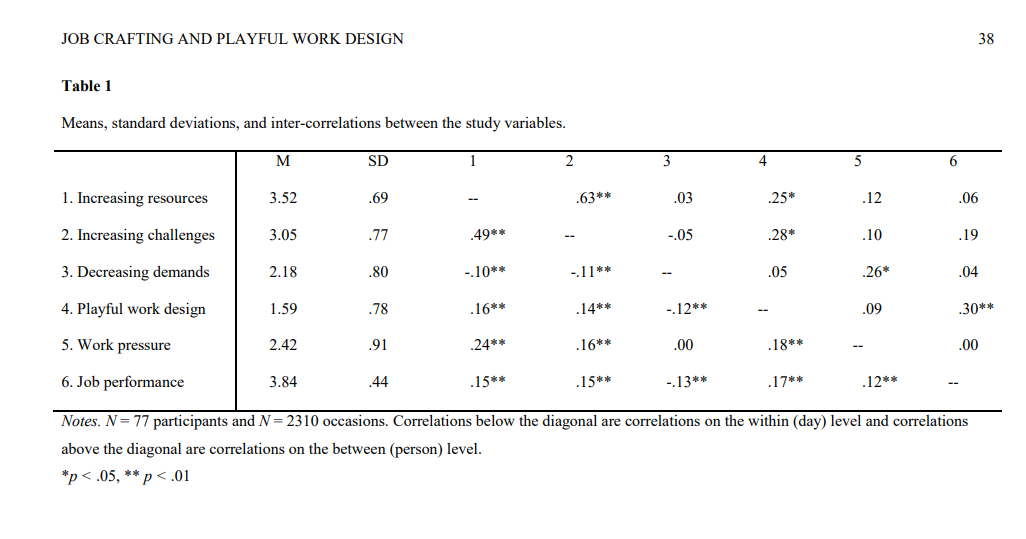 JOB CRAFTING AND PLAYFUL WORK DESIGN 38
Table 1
Means, standard deviations, and inter-correlations between the study variables.
M SD 1 2 3 4 5 6
1. Increasing resources 3.52 .69 -- .63** .03 .25* .12 .06
2. Increasing challenges 3.05 .77 .49** -- -.05 .28* .10 .19
3. Decreasing demands 2.18 .80 -.10** -.11** -- .05 .26* .04
4. Playful work design 1.59 .78 .16** .14** -.12** -- .09 .30**
5. Work pressure 2.42 .91 .24** .16** .00 .18** -- .00
6. Job performance 3.84 .44 .15** .15** -.13** .17** .12** --
Notes. N = 77 participants and N = 2310 occasions. Correlations below the diagonal are correlations on the within (day) level and correlations
above the diagonal are correlations on the between (person) level.
*p < .05, ** p < .01